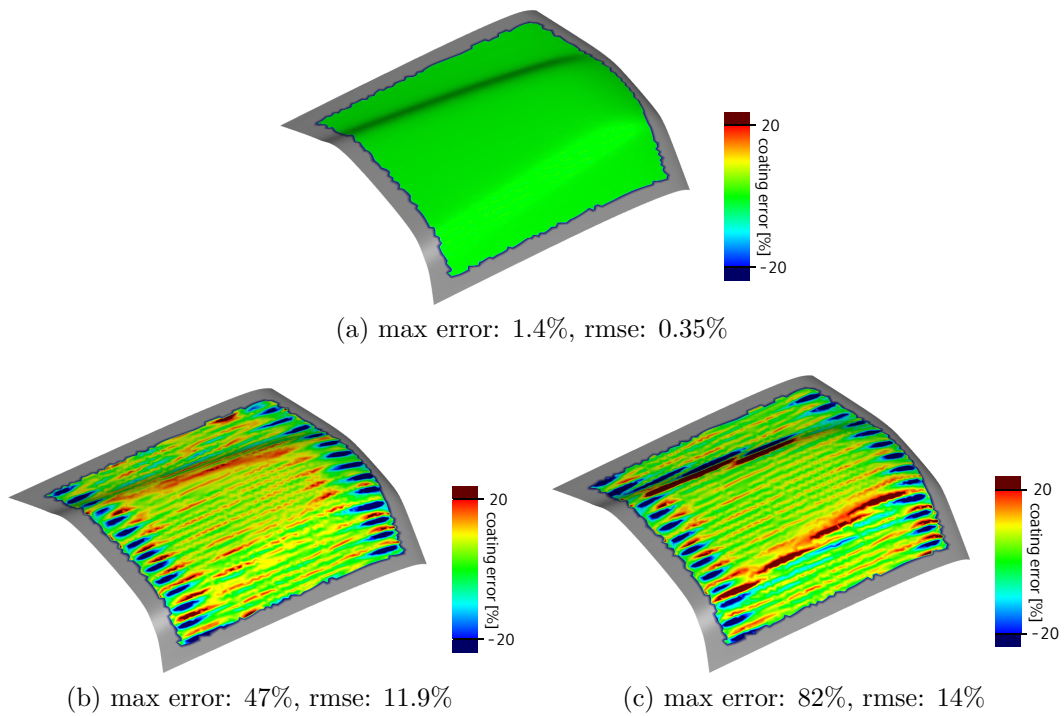 20
coating error [%]
-20
(a) max error: 1.4%, rmse: 0.35%
20
coating error [%]
-20
20
coating error [%]
-20
(b) max error: 47%, rmse: 11.9%
(c) max error: 82%, rmse: 14%